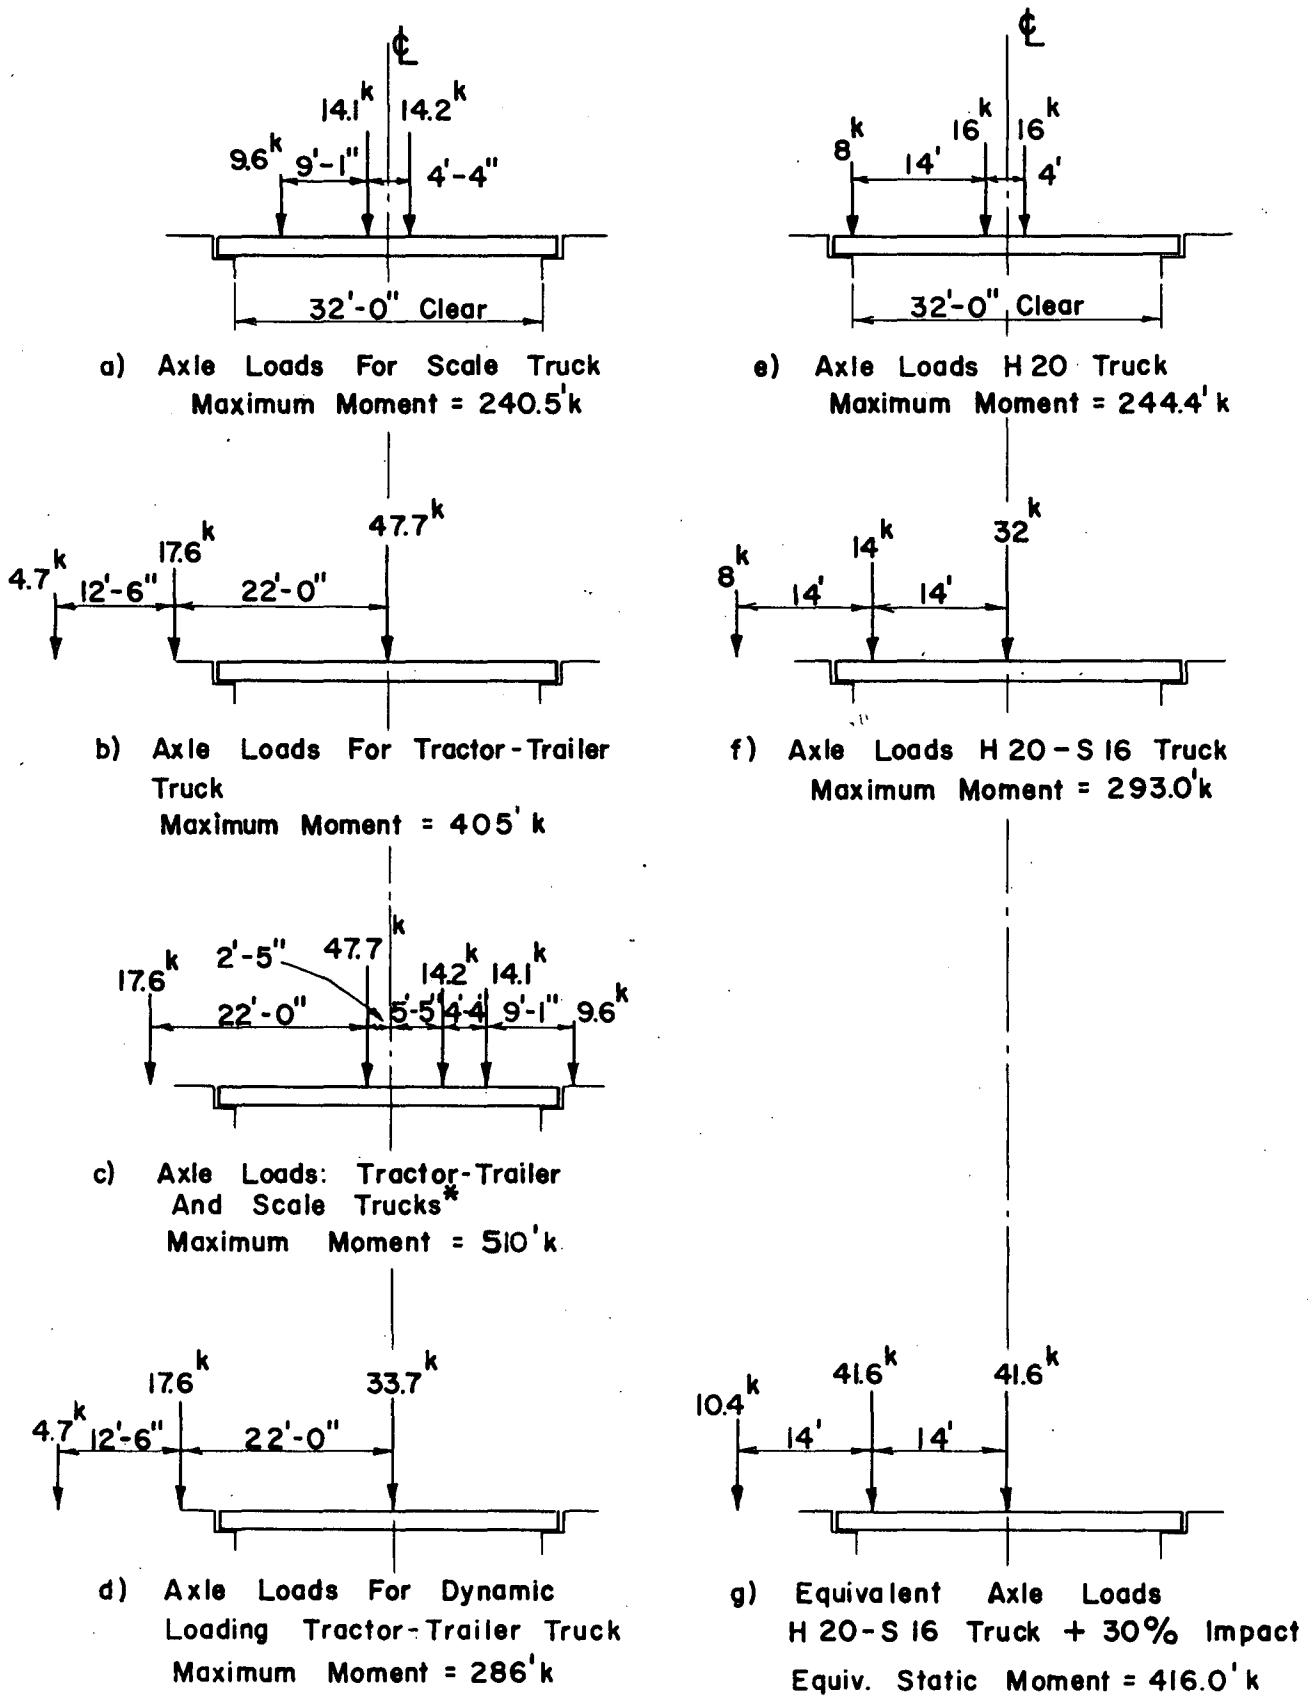 ℄
14.1k 14.2k
9.6k 9'-1" 4'-4"
32'-0" Clear
a) Axle Loads For Scale Truck
Maximum Moment = 240.5'k
47.7k
17.6k
4.7k 12'-6" 22'-0"
b) Axle Loads For Tractor-Trailer
Truck
Maximum Moment = 405'k
2'-5" 47.7k
17.6k 14.2k 14.1k
22'-0" 5'-5" 4'-4' 9'-1" 9.6k
c) Axle Loads: Tractor-Trailer
And Scale Trucks*
Maximum Moment = 510'k
17.6k 33.7k
4.7k 12'-6" 22'-0"
d) Axle Loads For Dynamic
Loading Tractor-Trailer Truck
Maximum Moment = 286'k
℄
16k 16k
8k 14' 4'
32'-0" Clear
e) Axle Loads H 20 Truck
Maximum Moment = 244.4'k
32k
14k
8k 14' 14'
f) Axle Loads H 20-S 16 Truck
Maximum Moment = 293.0'k
41.6k 41.6k
10.4k 14' 14'
g) Equivalent Axle Loads
H 20-S 16 Truck + 30% Impact
Equiv. Static Moment = 416.0'k